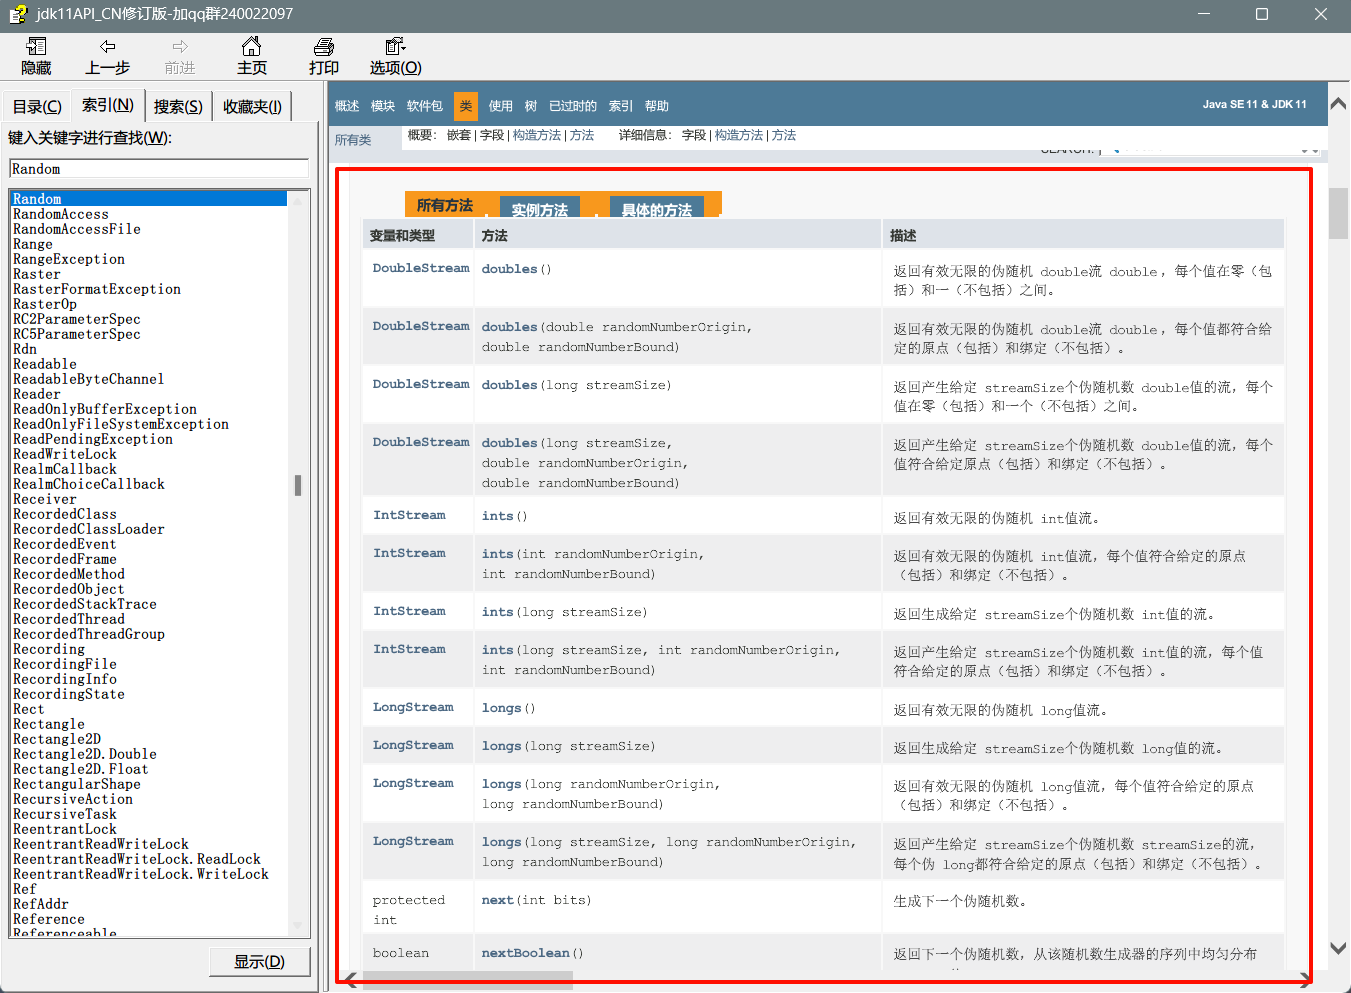 jdk11API_CN修订版-加qq群240022097
隐藏 上一步 前进 主页 打印 选项(O)
目录(C) 索引(N) 搜索(S) 收藏夹(I)
键入关键字进行查找(W):
Random
Random
RandomAccess
RandomAccessFile
Range
RangeException
Raster
RasterFormatException
RasterOp
RC2ParameterSpec
RC5ParameterSpec
Rdn
Readable
ReadableByteChannel
Reader
ReadOnlyBufferException
ReadOnlyFileSystemException
ReadPendingException
ReadWriteLock
RealmCallback
RealmChoiceCallback
Receiver
RecordedClass
RecordedClassLoader
RecordedEvent
RecordedFrame
RecordedMethod
RecordedObject
RecordedStackTrace
RecordedThread
RecordedThreadGroup
Recording
RecordingFile
RecordingInfo
RecordingState
Rect
Rectangle
Rectangle2D
Rectangle2D.Double
Rectangle2D.Float
RectangularShape
RecursiveAction
RecursiveTask
ReentrantLock
ReentrantReadWriteLock
ReentrantReadWriteLock.ReadLock
ReentrantReadWriteLock.WriteLock
Ref
RefAddr
Reference
Referenceable
显示(D)
概述 模块 软件包 类 使用 树 已过时的 索引 帮助
Java SE 11 & JDK 11
所有类
概要： 嵌套 | 字段 | 构造方法 | 方法 详细信息： 字段 | 构造方法 | 方法
SEARCH:
所有方法 实例方法 具体的方法
变量和类型 方法 描述
DoubleStream doubles() 返回有效无限的伪随机 double流 double ，每个值在零（包
括）和一（不包括）之间。
DoubleStream doubles(double randomNumberOrigin, 返回有效无限的伪随机 double流 double ，每个值都符合给
double randomNumberBound) 定的原点（包括）和绑定（不包括）。
DoubleStream doubles(long streamSize) 返回产生给定 streamSize个伪随机数 double值的流，每个
值在零（包括）和一个（不包括）之间。
DoubleStream doubles(long streamSize, 返回产生给定 streamSize个伪随机数 double值的流，每个
double randomNumberOrigin, 值符合给定原点（包括）和绑定（不包括）。
double randomNumberBound)
IntStream ints() 返回有效无限的伪随机 int值流。
IntStream ints(int randomNumberOrigin, 返回有效无限的伪随机 int值流，每个值符合给定的原点
int randomNumberBound) （包括）和绑定（不包括）。
IntStream ints(long streamSize) 返回生成给定 streamSize个伪随机数 int值的流。
IntStream ints(long streamSize, int randomNumberOrigin, 返回产生给定 streamSize个伪随机数 int值的流，每个值
int randomNumberBound) 符合给定的原点（包括）和绑定（不包括）。
LongStream longs() 返回有效无限的伪随机 long值流。
LongStream longs(long streamSize) 返回生成给定 streamSize个伪随机数 long值的流。
LongStream longs(long randomNumberOrigin, 返回有效无限的伪随机 long值流，每个值符合给定的原点
long randomNumberBound) （包括）和绑定（不包括）。
LongStream longs(long streamSize, long randomNumberOrigin, 返回产生给定 streamSize个伪随机数 streamSize的流，
long randomNumberBound) 每个伪 long都符合给定的原点（包括）和绑定（不包括）。
protected next(int bits) 生成下一个伪随机数。
int
boolean nextBoolean() 返回下一个伪随机数，从该随机数生成器的序列中均匀分布